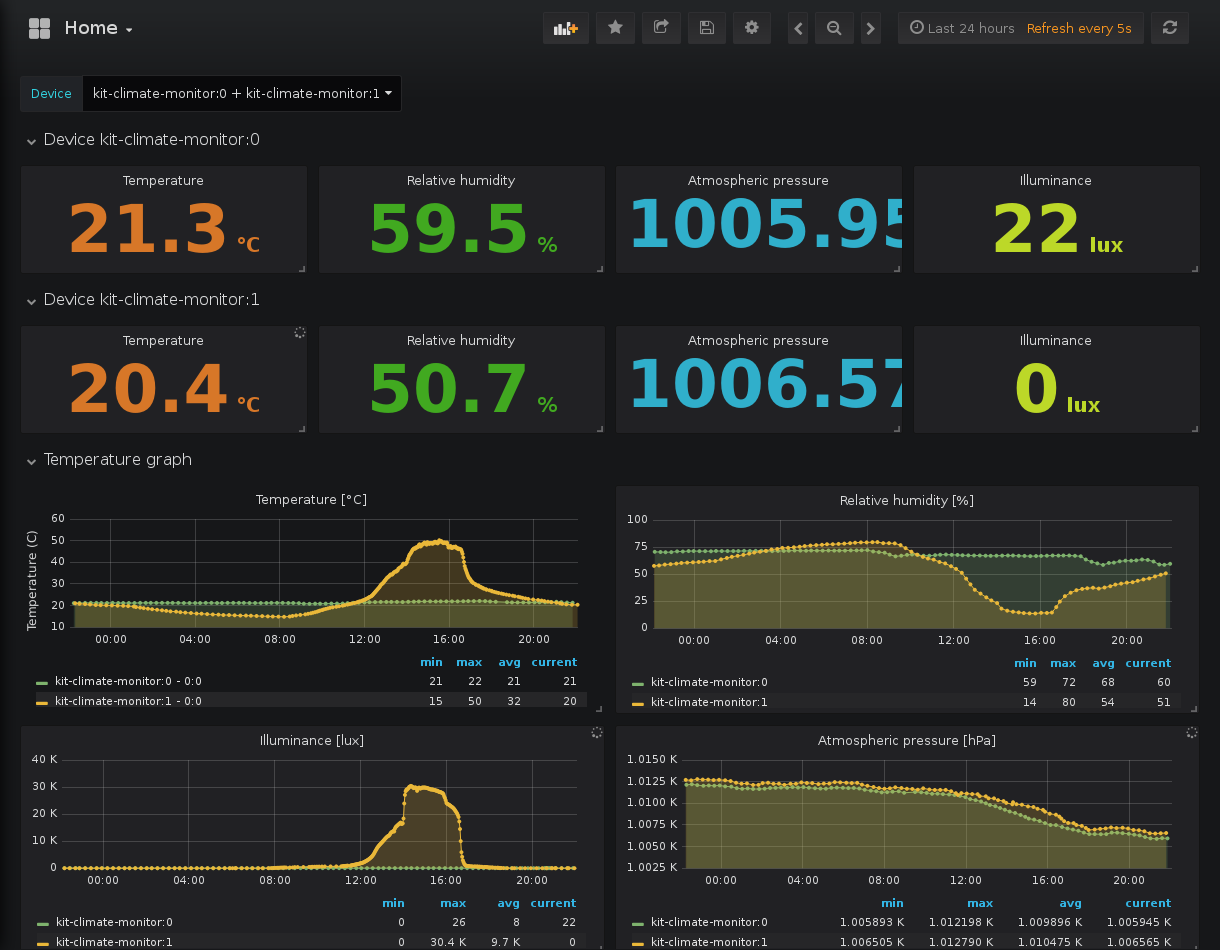 Home
Last 24 hours Refresh every 5s
Device kit-climate-monitor:0 + kit-climate-monitor:1
Device kit-climate-monitor:0
Temperature Relative humidity Atmospheric pressure Illuminance
21.3 °C 59.5 % 1005.95 22 lux
Device kit-climate-monitor:1
Temperature Relative humidity Atmospheric pressure Illuminance
20.4 °C 50.7 % 1006.57 0 lux
Temperature graph
Temperature [°C]
Temperature (C)
60
50
40
30
20
10
00:00 04:00 08:00 12:00 16:00 20:00
min max avg current
kit-climate-monitor:0 - 0:0 21 22 21 21
kit-climate-monitor:1 - 0:0 15 50 32 20
Relative humidity [%]
100
75
50
25
0
00:00 04:00 08:00 12:00 16:00 20:00
min max avg current
kit-climate-monitor:0 59 72 68 60
kit-climate-monitor:1 14 80 54 51
Illuminance [lux]
40 K
30 K
20 K
10 K
0
00:00 04:00 08:00 12:00 16:00 20:00
min max avg current
kit-climate-monitor:0 0 26 8 22
kit-climate-monitor:1 0 30.4 K 9.7 K 0
Atmospheric pressure [hPa]
1.0150 K
1.0125 K
1.0100 K
1.0075 K
1.0050 K
1.0025 K
00:00 04:00 08:00 12:00 16:00 20:00
min max avg current
kit-climate-monitor:0 1.005893 K 1.012198 K 1.009896 K 1.005945 K
kit-climate-monitor:1 1.006505 K 1.012790 K 1.010475 K 1.006565 K